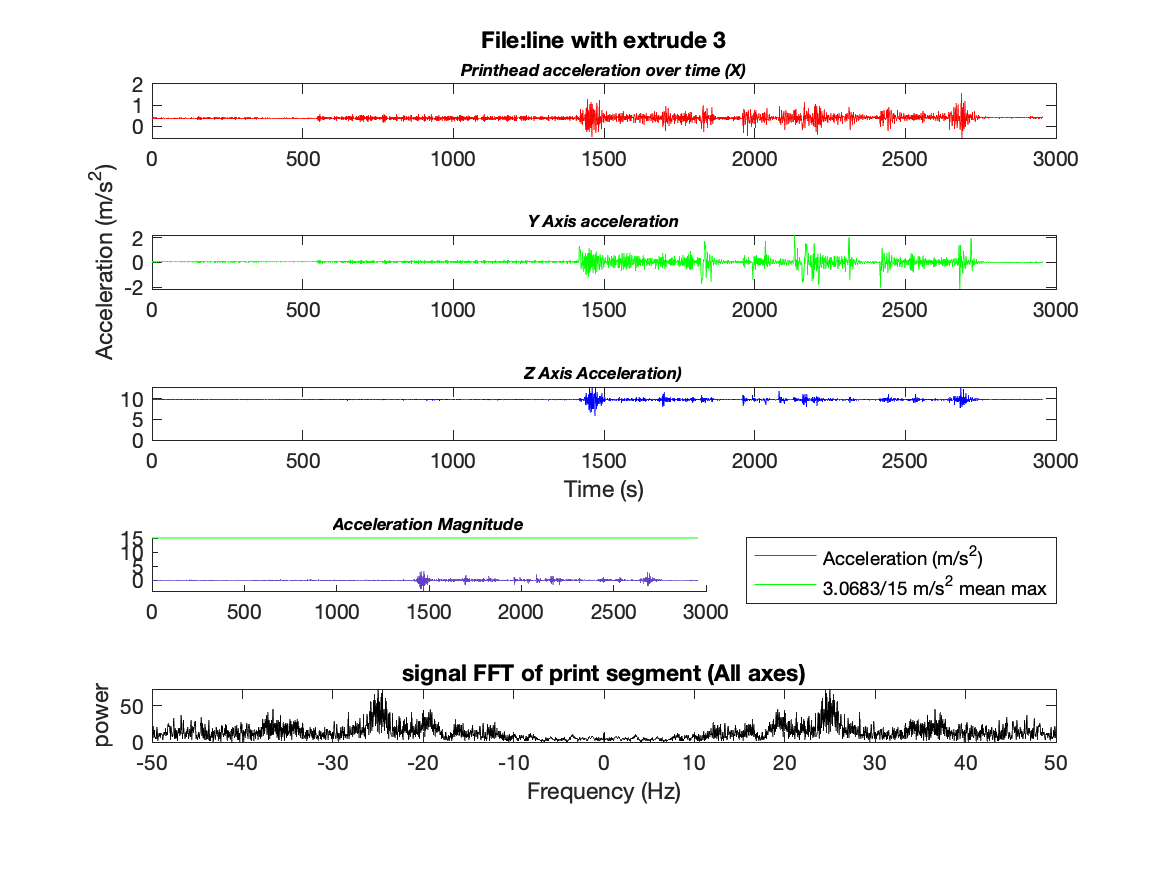 File:line with extrude 3
Printhead acceleration over time (X)
2
1
0
0 500 1000 1500 2000 2500 3000
Acceleration (m/s²)
Y Axis acceleration
2
0
-2
0 500 1000 1500 2000 2500 3000
Z Axis Acceleration)
10
5
0
0 500 1000 1500 2000 2500 3000
Time (s)
Acceleration Magnitude
15
10
5
0
0 500 1000 1500 2000 2500 3000
Acceleration (m/s²)
3.0683/15 m/s² mean max
signal FFT of print segment (All axes)
power
50
0
-50 -40 -30 -20 -10 0 10 20 30 40 50
Frequency (Hz)